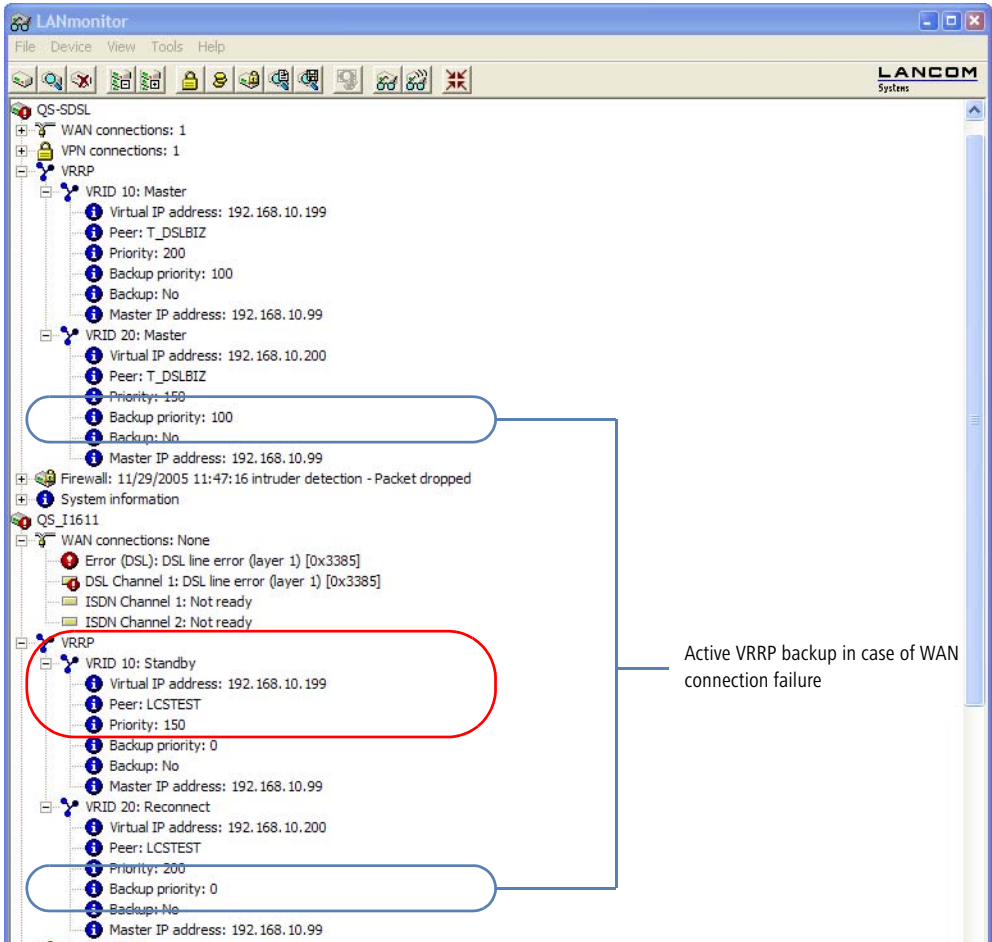 LANmonitor
File Device View Tools Help
LANCOM
Systems
QS-SDSL
WAN connections: 1
VPN connections: 1
VRRP
VRID 10: Master
Virtual IP address: 192.168.10.199
Peer: T_DSLBIZ
Priority: 200
Backup priority: 100
Backup: No
Master IP address: 192.168.10.99
VRID 20: Master
Virtual IP address: 192.168.10.200
Peer: T_DSLBIZ
Priority: 150
Backup priority: 100
Backup: No
Master IP address: 192.168.10.99
Firewall: 11/29/2005 11:47:16 intruder detection - Packet dropped
System information
QS_I1611
WAN connections: None
Error (DSL): DSL line error (layer 1) [0x3385]
DSL Channel 1: DSL line error (layer 1) [0x3385]
ISDN Channel 1: Not ready
ISDN Channel 2: Not ready
VRRP
VRID 10: Standby
Virtual IP address: 192.168.10.199
Peer: LCSTEST
Priority: 150
Backup priority: 0
Backup: No
Master IP address: 192.168.10.99
VRID 20: Reconnect
Virtual IP address: 192.168.10.200
Peer: LCSTEST
Priority: 200
Backup priority: 0
Backup: No
Master IP address: 192.168.10.99
Active VRRP backup in case of WAN
connection failure